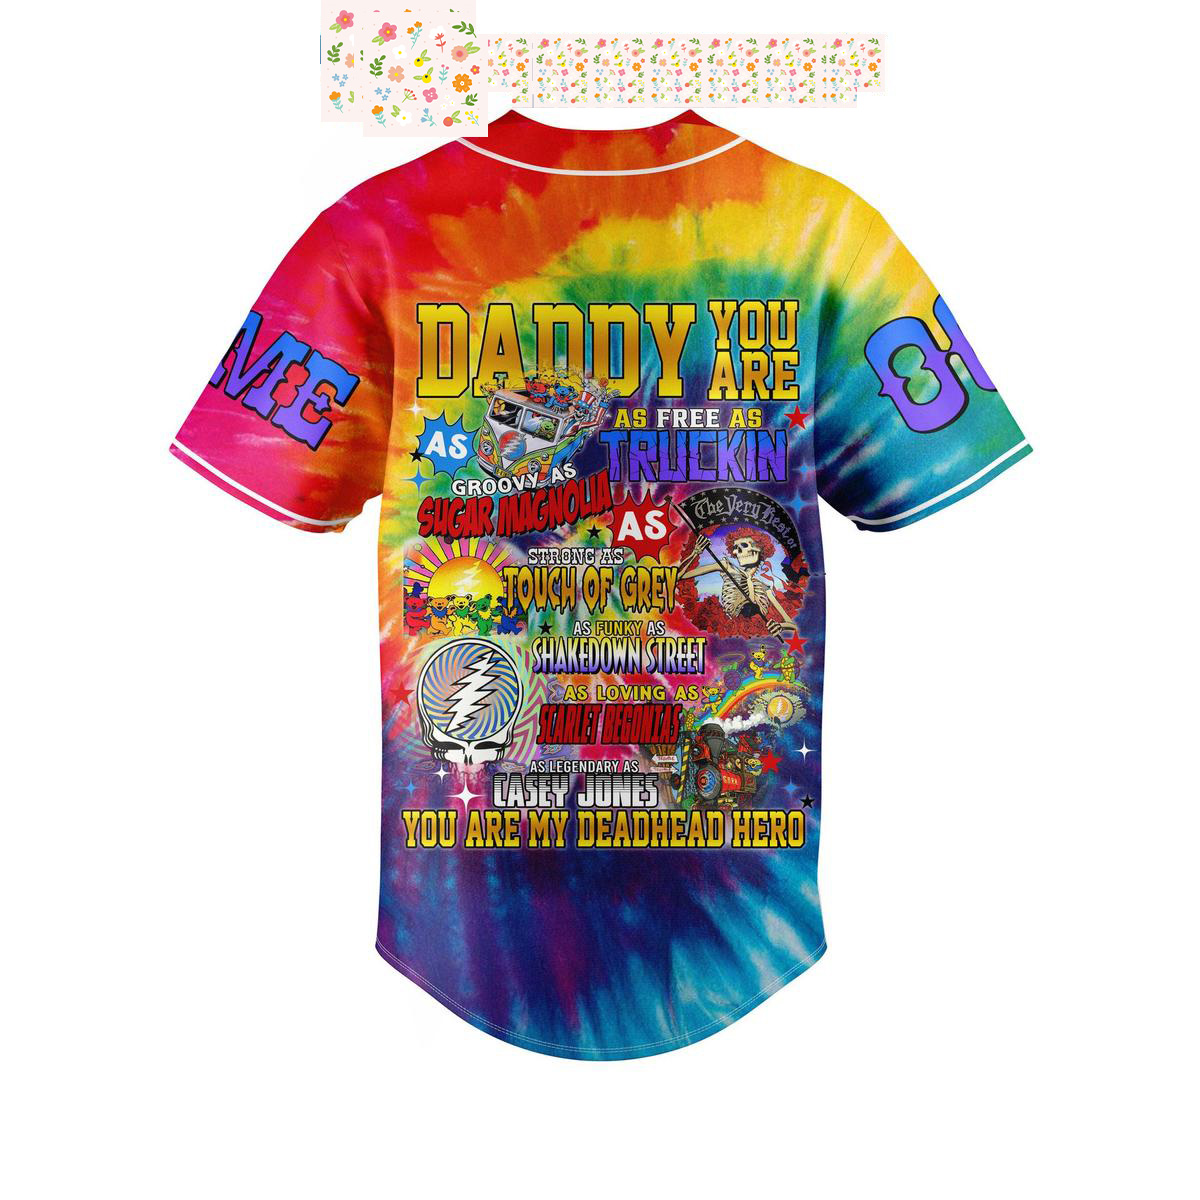 DADDY YOU ARE
AS FREE AS
TRUCKIN
AS
GROOVY AS
SUGAR MAGNOLIA
AS
The Very Best of
STRONG AS
TOUCH OF GREY
AS FUNKY AS
SHAKEDOWN STREET
AS LOVING AS
SCARLET BEGONIAS
AS LEGENDARY AS
CASEY JONES
YOU ARE MY DEADHEAD HERO